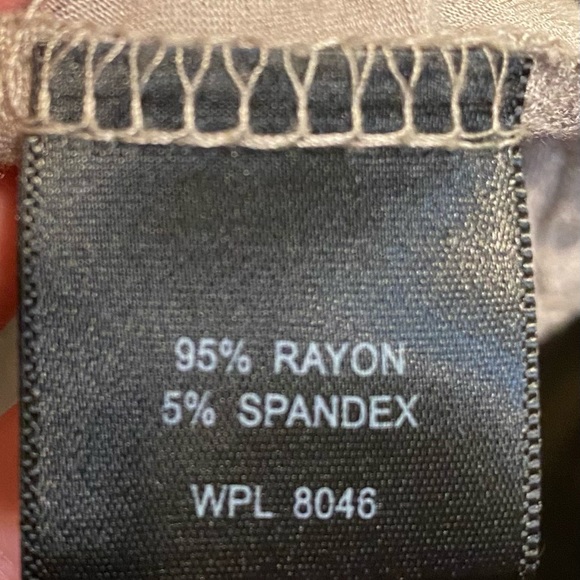 95% RAYON
5% SPANDEX
WPL 8046